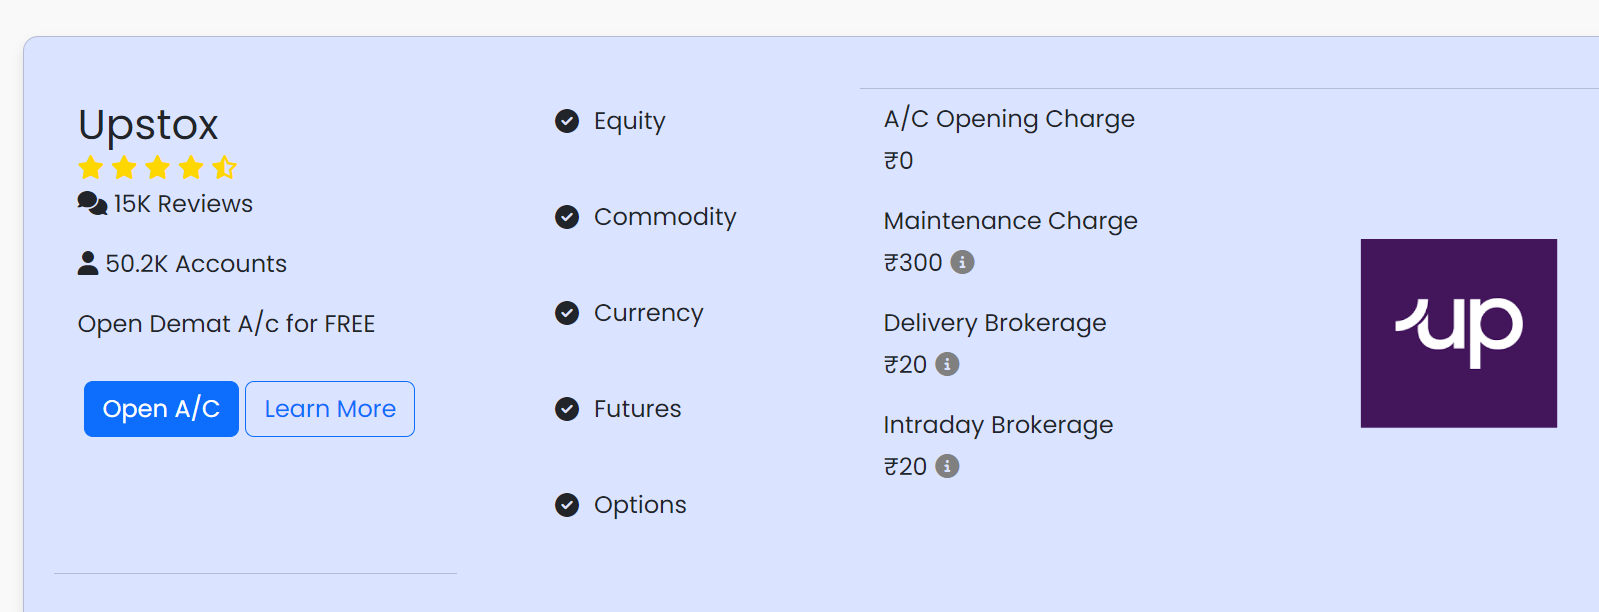 Upstox
15K Reviews
50.2K Accounts
Open Demat A/c for FREE
Open A/C
Learn More
Equity
Commodity
Currency
Futures
Options
A/C Opening Charge
₹0
Maintenance Charge
₹300
Delivery Brokerage
₹20
Intraday Brokerage
₹20
up